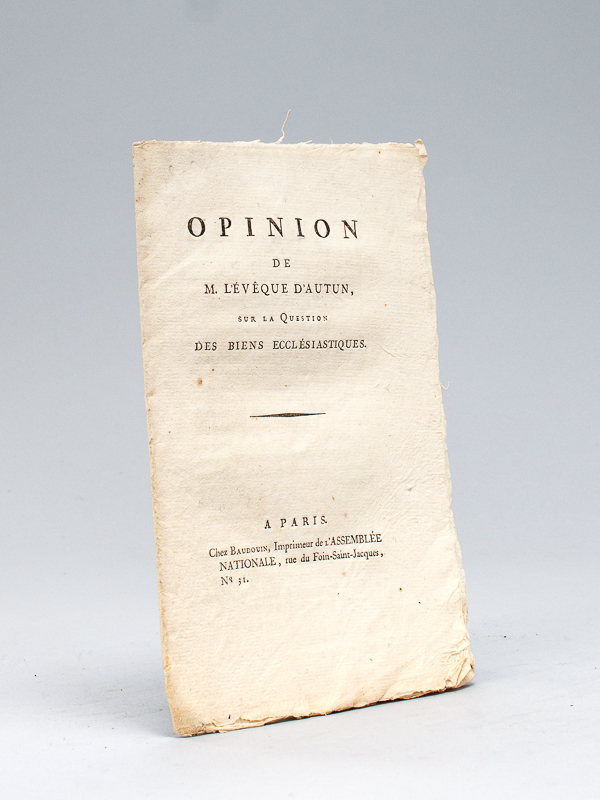 OPINION
DE
M. L'ÉVÊQUE D'AUTUN,
SUR LA QUESTION
DES BIENS ECCLÉSIASTIQUES.
A PARIS.
Chez BAUDOUIN, Imprimeur de L'ASSEMBLÉE
NATIONALE, rue du Foin-Saint-Jacques,
N.º 31.